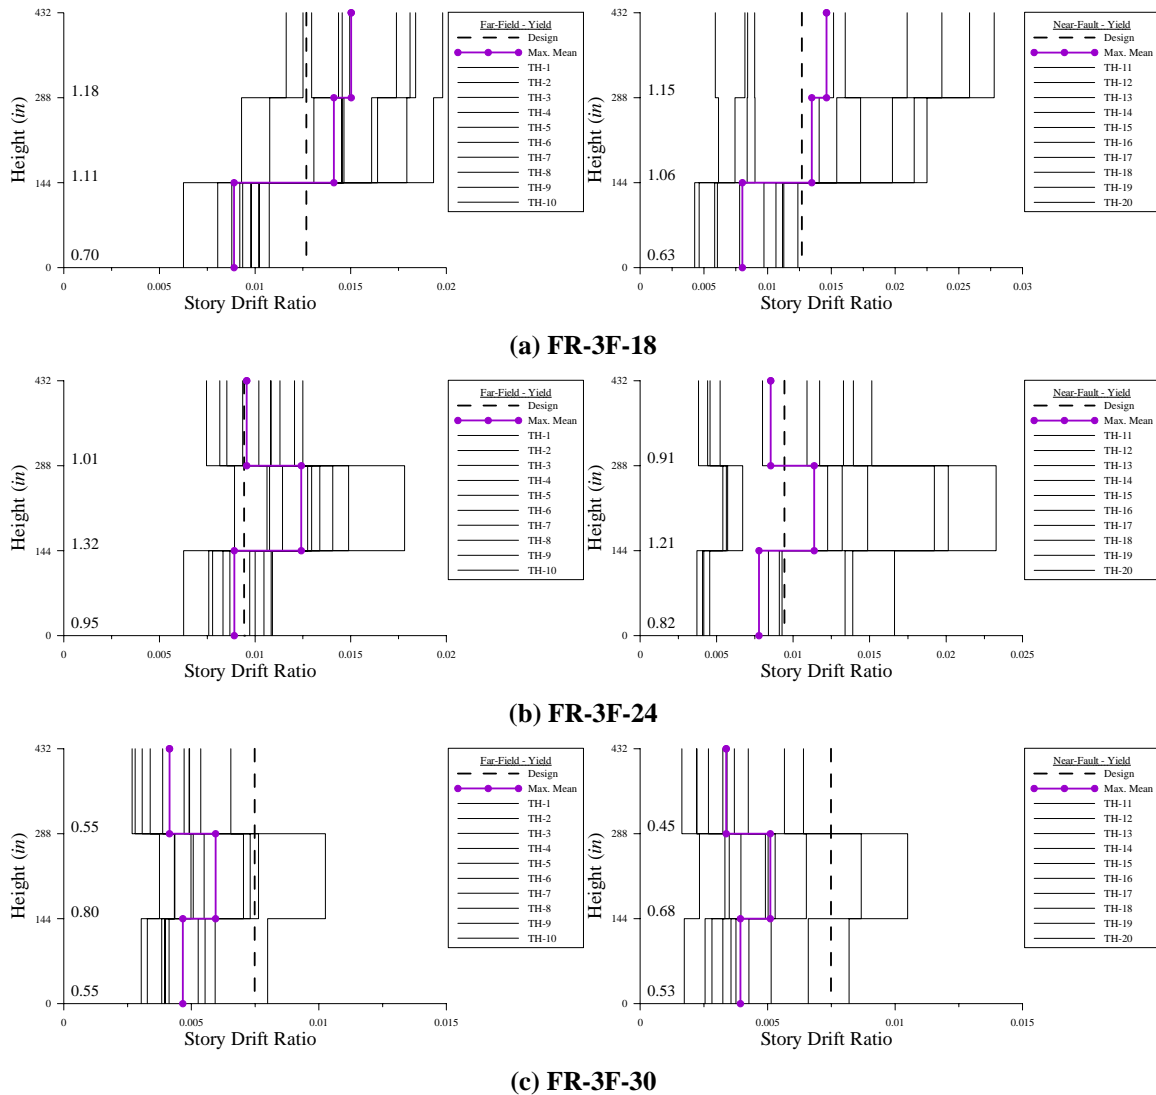 432
288
144
0
Height (in)
1.18
1.11
0.70
0
0.005
0.01
0.015
0.02
Story Drift Ratio
Far-Field - Yield
Design
Max. Mean
TH-1
TH-2
TH-3
TH-4
TH-5
TH-6
TH-7
TH-8
TH-9
TH-10
432
288
144
0
Height (in)
1.15
1.06
0.63
0
0.005
0.01
0.015
0.02
0.025
0.03
Story Drift Ratio
Near-Fault - Yield
Design
Max. Mean
TH-11
TH-12
TH-13
TH-14
TH-15
TH-16
TH-17
TH-18
TH-19
TH-20
(a) FR-3F-18
432
288
144
0
Height (in)
1.01
1.32
0.95
0
0.005
0.01
0.015
0.02
Story Drift Ratio
Far-Field - Yield
Design
Max. Mean
TH-1
TH-2
TH-3
TH-4
TH-5
TH-6
TH-7
TH-8
TH-9
TH-10
432
288
144
0
Height (in)
0.91
1.21
0.82
0
0.005
0.01
0.015
0.02
0.025
Story Drift Ratio
Near-Fault - Yield
Design
Max. Mean
TH-11
TH-12
TH-13
TH-14
TH-15
TH-16
TH-17
TH-18
TH-19
TH-20
(b) FR-3F-24
432
288
144
0
Height (in)
0.55
0.80
0.55
0
0.005
0.01
0.015
Story Drift Ratio
Far-Field - Yield
Design
Max. Mean
TH-1
TH-2
TH-3
TH-4
TH-5
TH-6
TH-7
TH-8
TH-9
TH-10
432
288
144
0
Height (in)
0.45
0.68
0.53
0
0.005
0.01
0.015
Story Drift Ratio
Near-Fault - Yield
Design
Max. Mean
TH-11
TH-12
TH-13
TH-14
TH-15
TH-16
TH-17
TH-18
TH-19
TH-20
(c) FR-3F-30